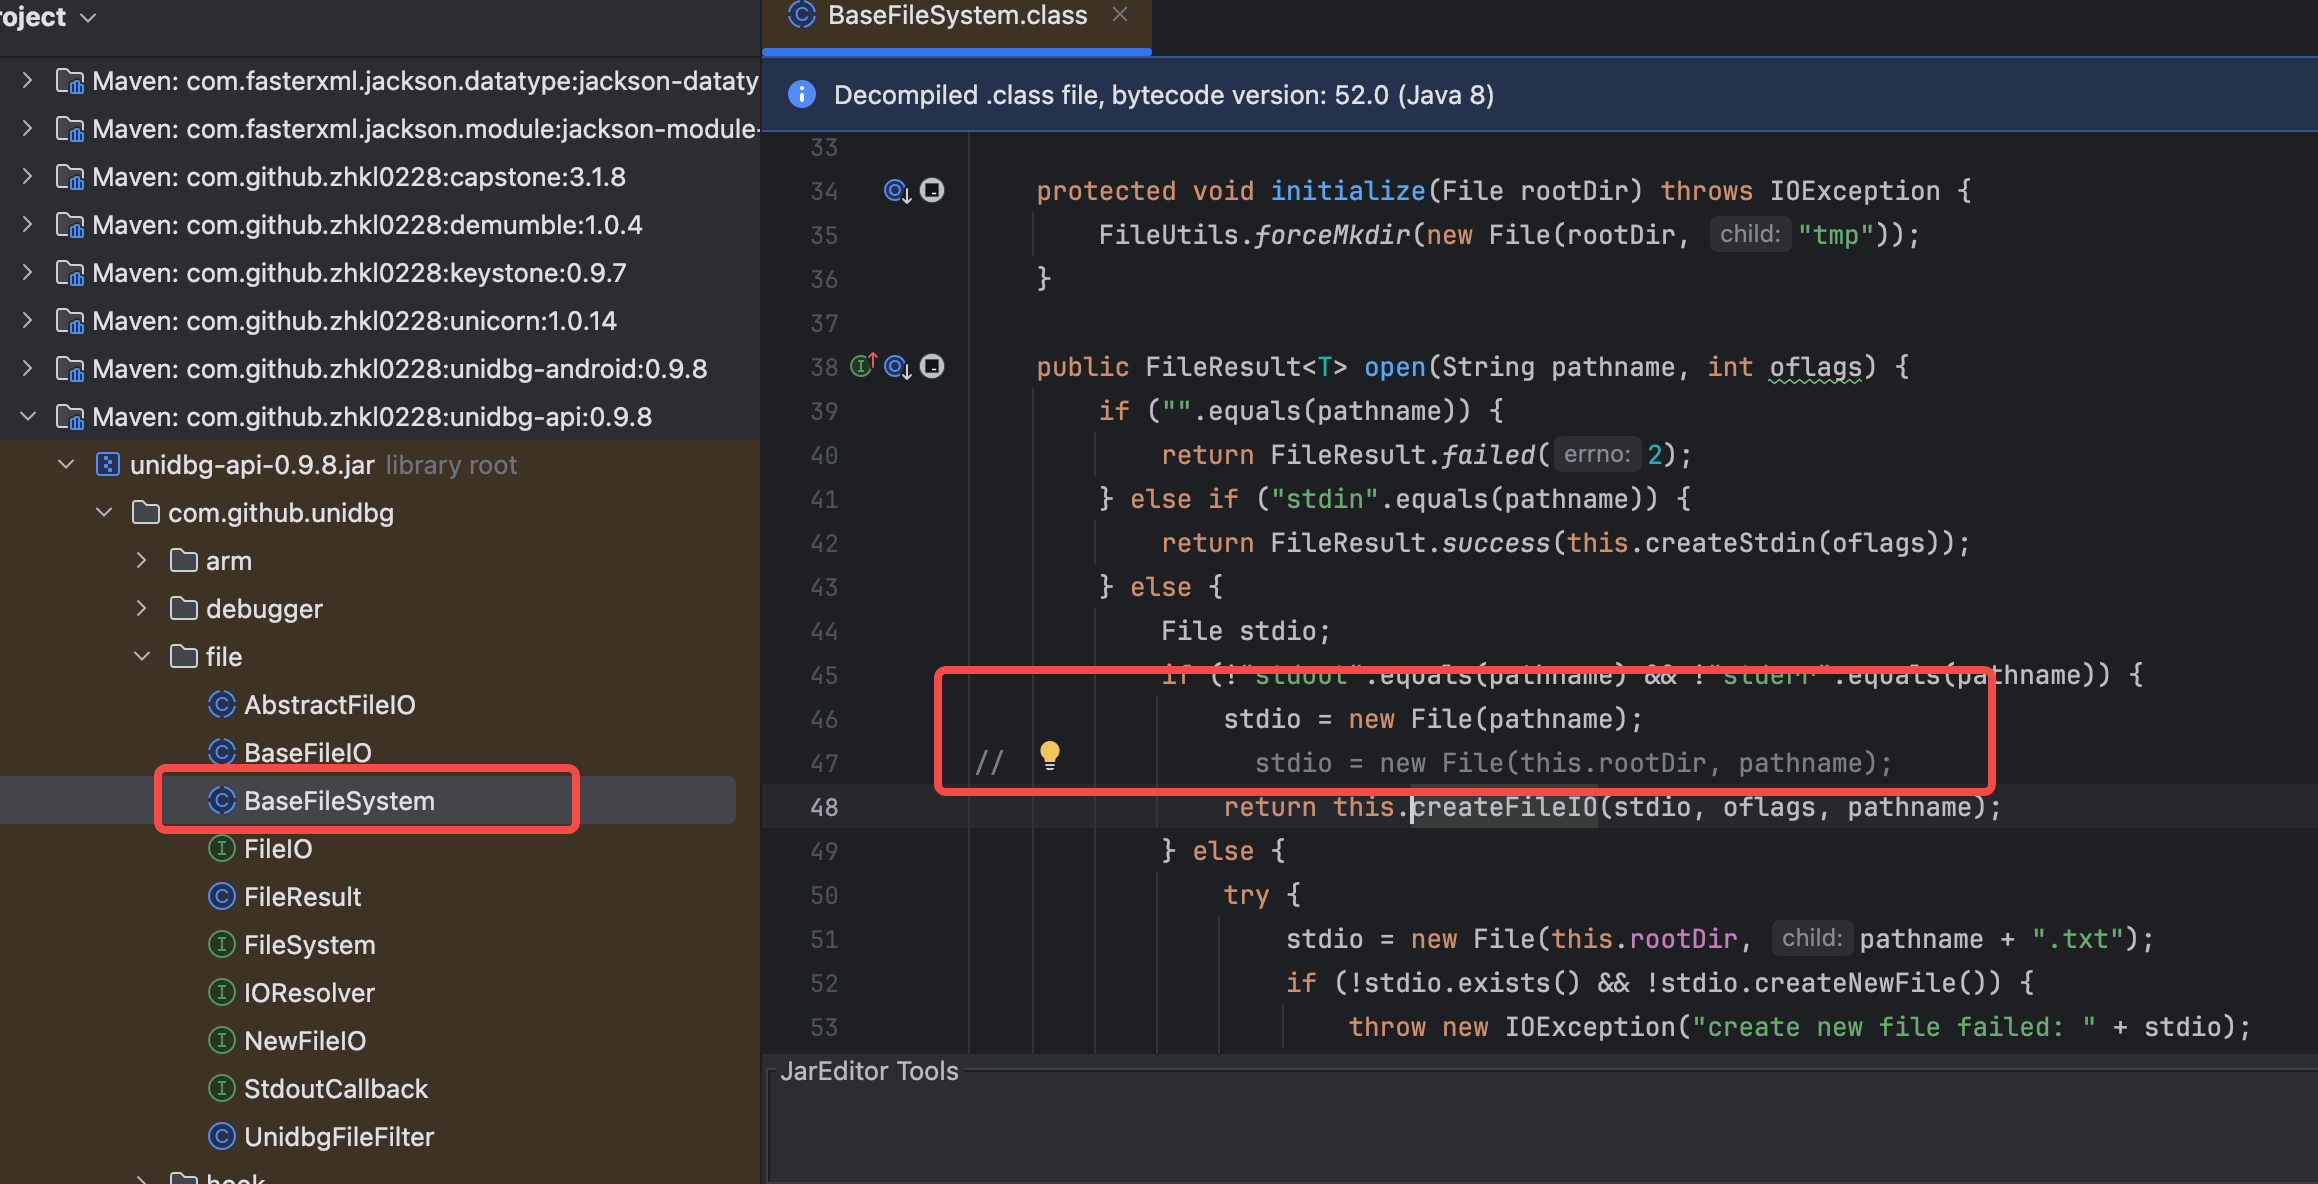 roject
Maven: com.fasterxml.jackson.datatype:jackson-dataty
Maven: com.fasterxml.jackson.module:jackson-module-
Maven: com.github.zhkl0228:capstone:3.1.8
Maven: com.github.zhkl0228:demumble:1.0.4
Maven: com.github.zhkl0228:keystone:0.9.7
Maven: com.github.zhkl0228:unicorn:1.0.14
Maven: com.github.zhkl0228:unidbg-android:0.9.8
Maven: com.github.zhkl0228:unidbg-api:0.9.8
unidbg-api-0.9.8.jar library root
com.github.unidbg
arm
debugger
file
AbstractFileIO
BaseFileIO
BaseFileSystem
FileIO
FileResult
FileSystem
IOResolver
NewFileIO
StdoutCallback
UnidbgFileFilter
hook
BaseFileSystem.class
Decompiled .class file, bytecode version: 52.0 (Java 8)
33
34 protected void initialize(File rootDir) throws IOException {
35 FileUtils.forceMkdir(new File(rootDir, child: "tmp"));
36 }
37
38 public FileResult<T> open(String pathname, int oflags) {
39 if ("".equals(pathname)) {
40 return FileResult.failed( errno: 2);
41 } else if ("stdin".equals(pathname)) {
42 return FileResult.success(this.createStdin(oflags));
43 } else {
44 File stdio;
45 if (!"stdout".equals(pathname) && !"stderr".equals(pathname)) {
46 stdio = new File(pathname);
47 // stdio = new File(this.rootDir, pathname);
48 return this.createFileIO(stdio, oflags, pathname);
49 } else {
50 try {
51 stdio = new File(this.rootDir, child: pathname + ".txt");
52 if (!stdio.exists() && !stdio.createNewFile()) {
53 throw new IOException("create new file failed: " + stdio);
JarEditor Tools